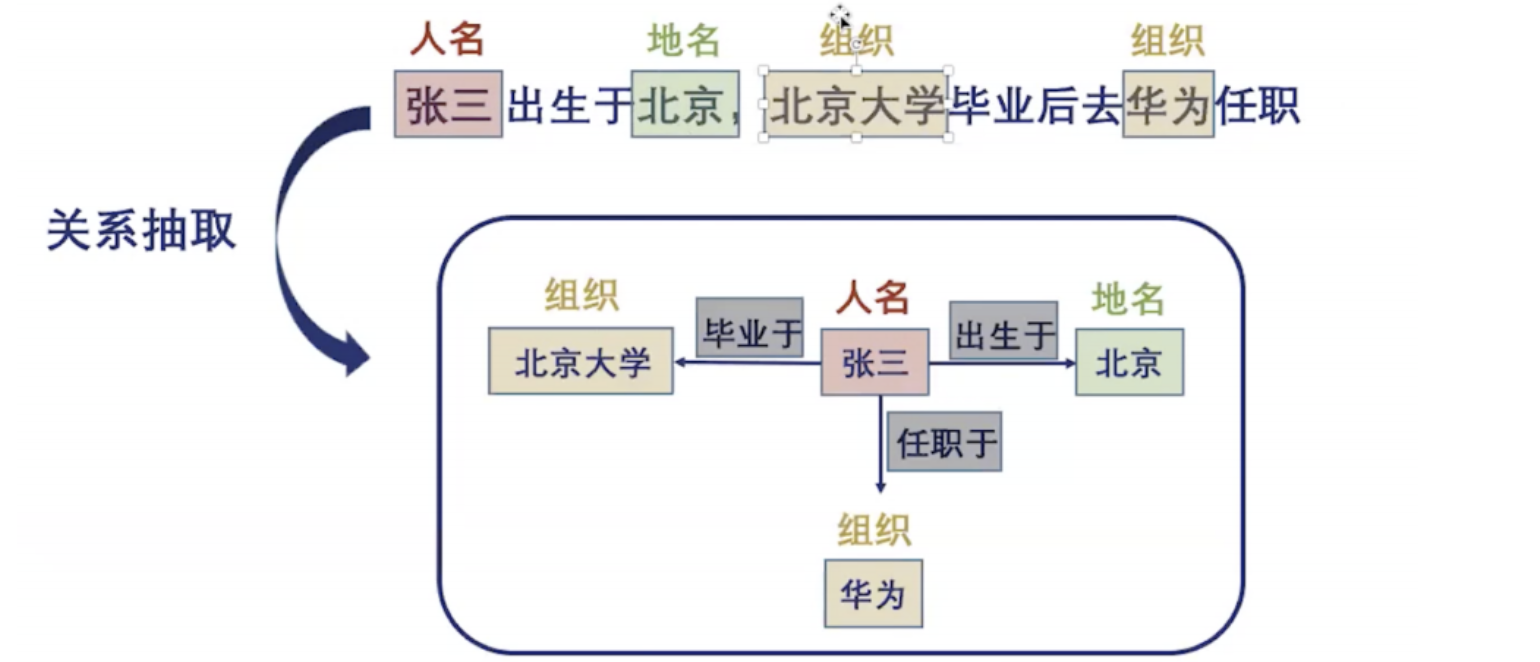 人名 地名 组织 组织
张三出生于北京，北京大学毕业后去华为任职
关系抽取
组织 毕业于 人名 出生于 地名
北京大学 张三 北京
任职于
组织
华为